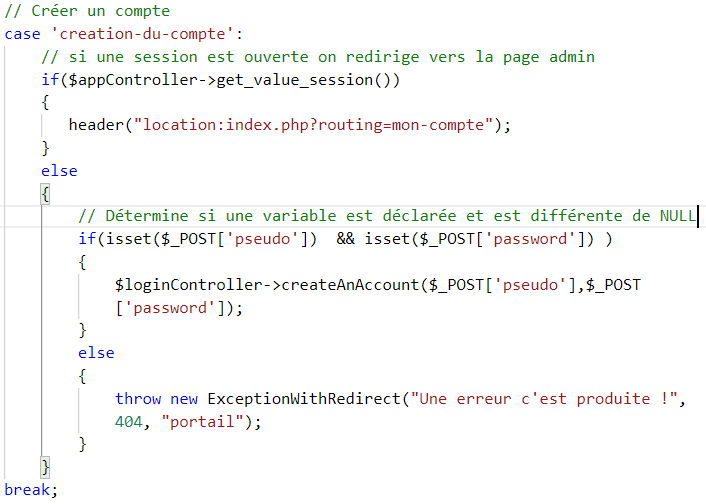 // Créer un compte
case 'creation-du-compte':
// si une session est ouverte on redirige vers la page admin
if($appController->get_value_session())
{
header("location:index.php?routing=mon-compte");
}
else
{
// Détermine si une variable est déclarée et est différente de NULL
if(isset($_POST['pseudo'])  && isset($_POST['password']) )
{
$loginController->createAnAccount($_POST['pseudo'],$_POST
['password']);
}
else
{
throw new ExceptionWithRedirect("Une erreur c'est produite !",
404, "portail");
}
}
break;